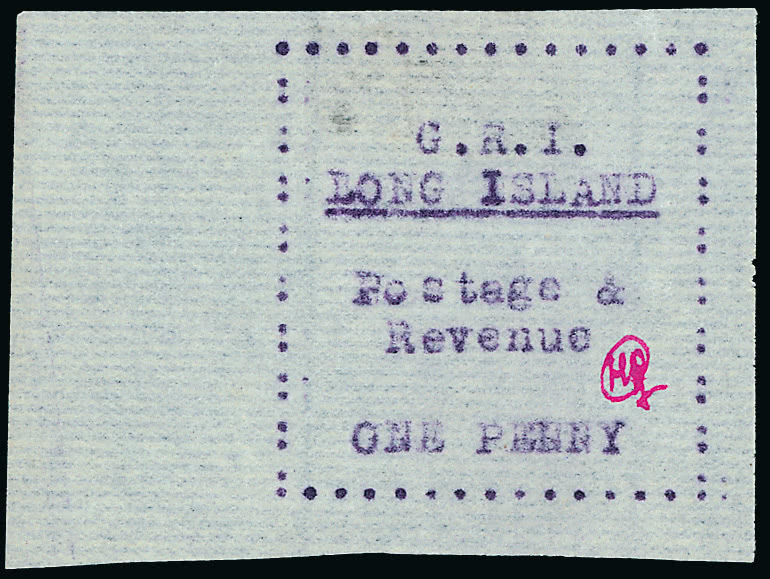 G.R.I.
LONG ISLAND
Postage &
Revenue
ONE PENNY